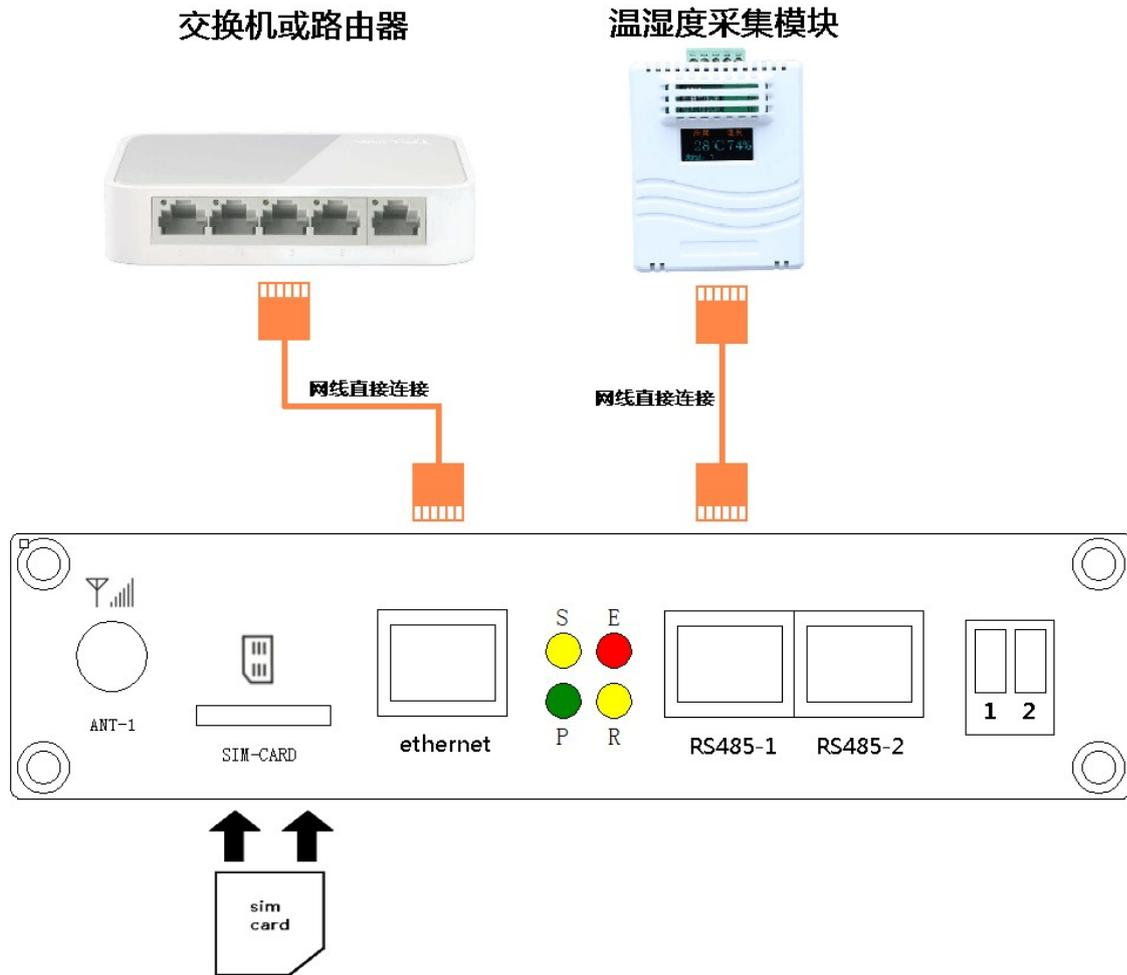 交换机或路由器
温湿度采集模块
28℃ 74%
网线直接连接
网线直接连接
S
E
P
R
ANT-1
SIM-CARD
ethernet
RS485-1
RS485-2
1
2
sim
card